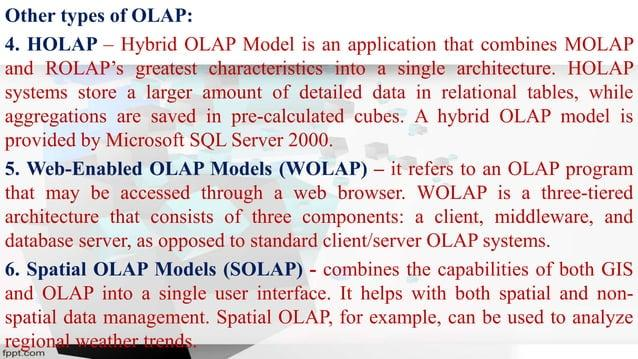 Other types of OLAP:
4. HOLAP – Hybrid OLAP Model is an application that combines MOLAP
and ROLAP’s greatest characteristics into a single architecture. HOLAP
systems store a larger amount of detailed data in relational tables, while
aggregations are saved in pre-calculated cubes. A hybrid OLAP model is
provided by Microsoft SQL Server 2000.
5. Web-Enabled OLAP Models (WOLAP) – it refers to an OLAP program
that may be accessed through a web browser. WOLAP is a three-tiered
architecture that consists of three components: a client, middleware, and
database server, as opposed to standard client/server OLAP systems.
6. Spatial OLAP Models (SOLAP) - combines the capabilities of both GIS
and OLAP into a single user interface. It helps with both spatial and non-
spatial data management. Spatial OLAP, for example, can be used to analyze
regional weather trends.
fppt.com